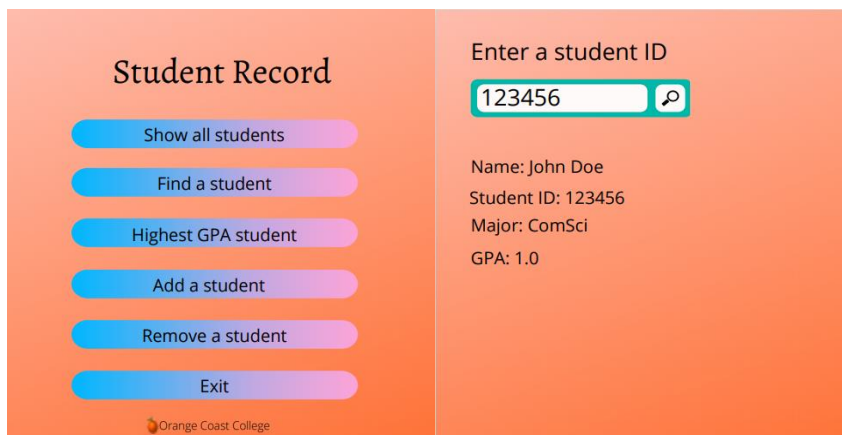 Student Record
Show all students
Find a student
Highest GPA student
Add a student
Remove a student
Exit
Orange Coast College
Enter a student ID
123456
Name: John Doe
Student ID: 123456
Major: ComSci
GPA: 1.0